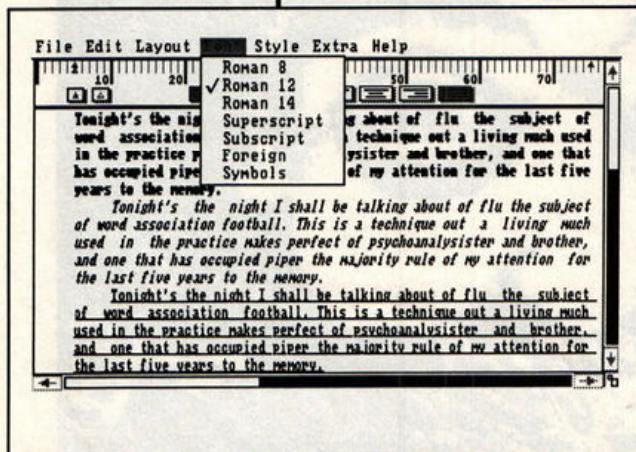 File Edit Layout Font Style Extra Help
10 20 50 60 70
Roman 8
✓Roman 12
Roman 14
Superscript
Subscript
Foreign
Symbols
Tonight's the nig g about of flu the subject of
word association technique out a living much used
in the practice p ysister and brother, and one that
has occupied pipe of my attention for the last five
years to the memory.
Tonight's the night I shall be talking about of flu the subject
of word association football. This is a technique out a living much
used in the practice makes perfect of psychoanalysister and brother,
and one that has occupied piper the majority rule of my attention for
the last five years to the memory.
Tonight's the night I shall be talking about of flu the subject
of word association football. This is a technique out a living much
used in the practice makes perfect of psychoanalysister and brother,
and one that has occupied piper the majority rule of my attention for
the last five years to the memory.